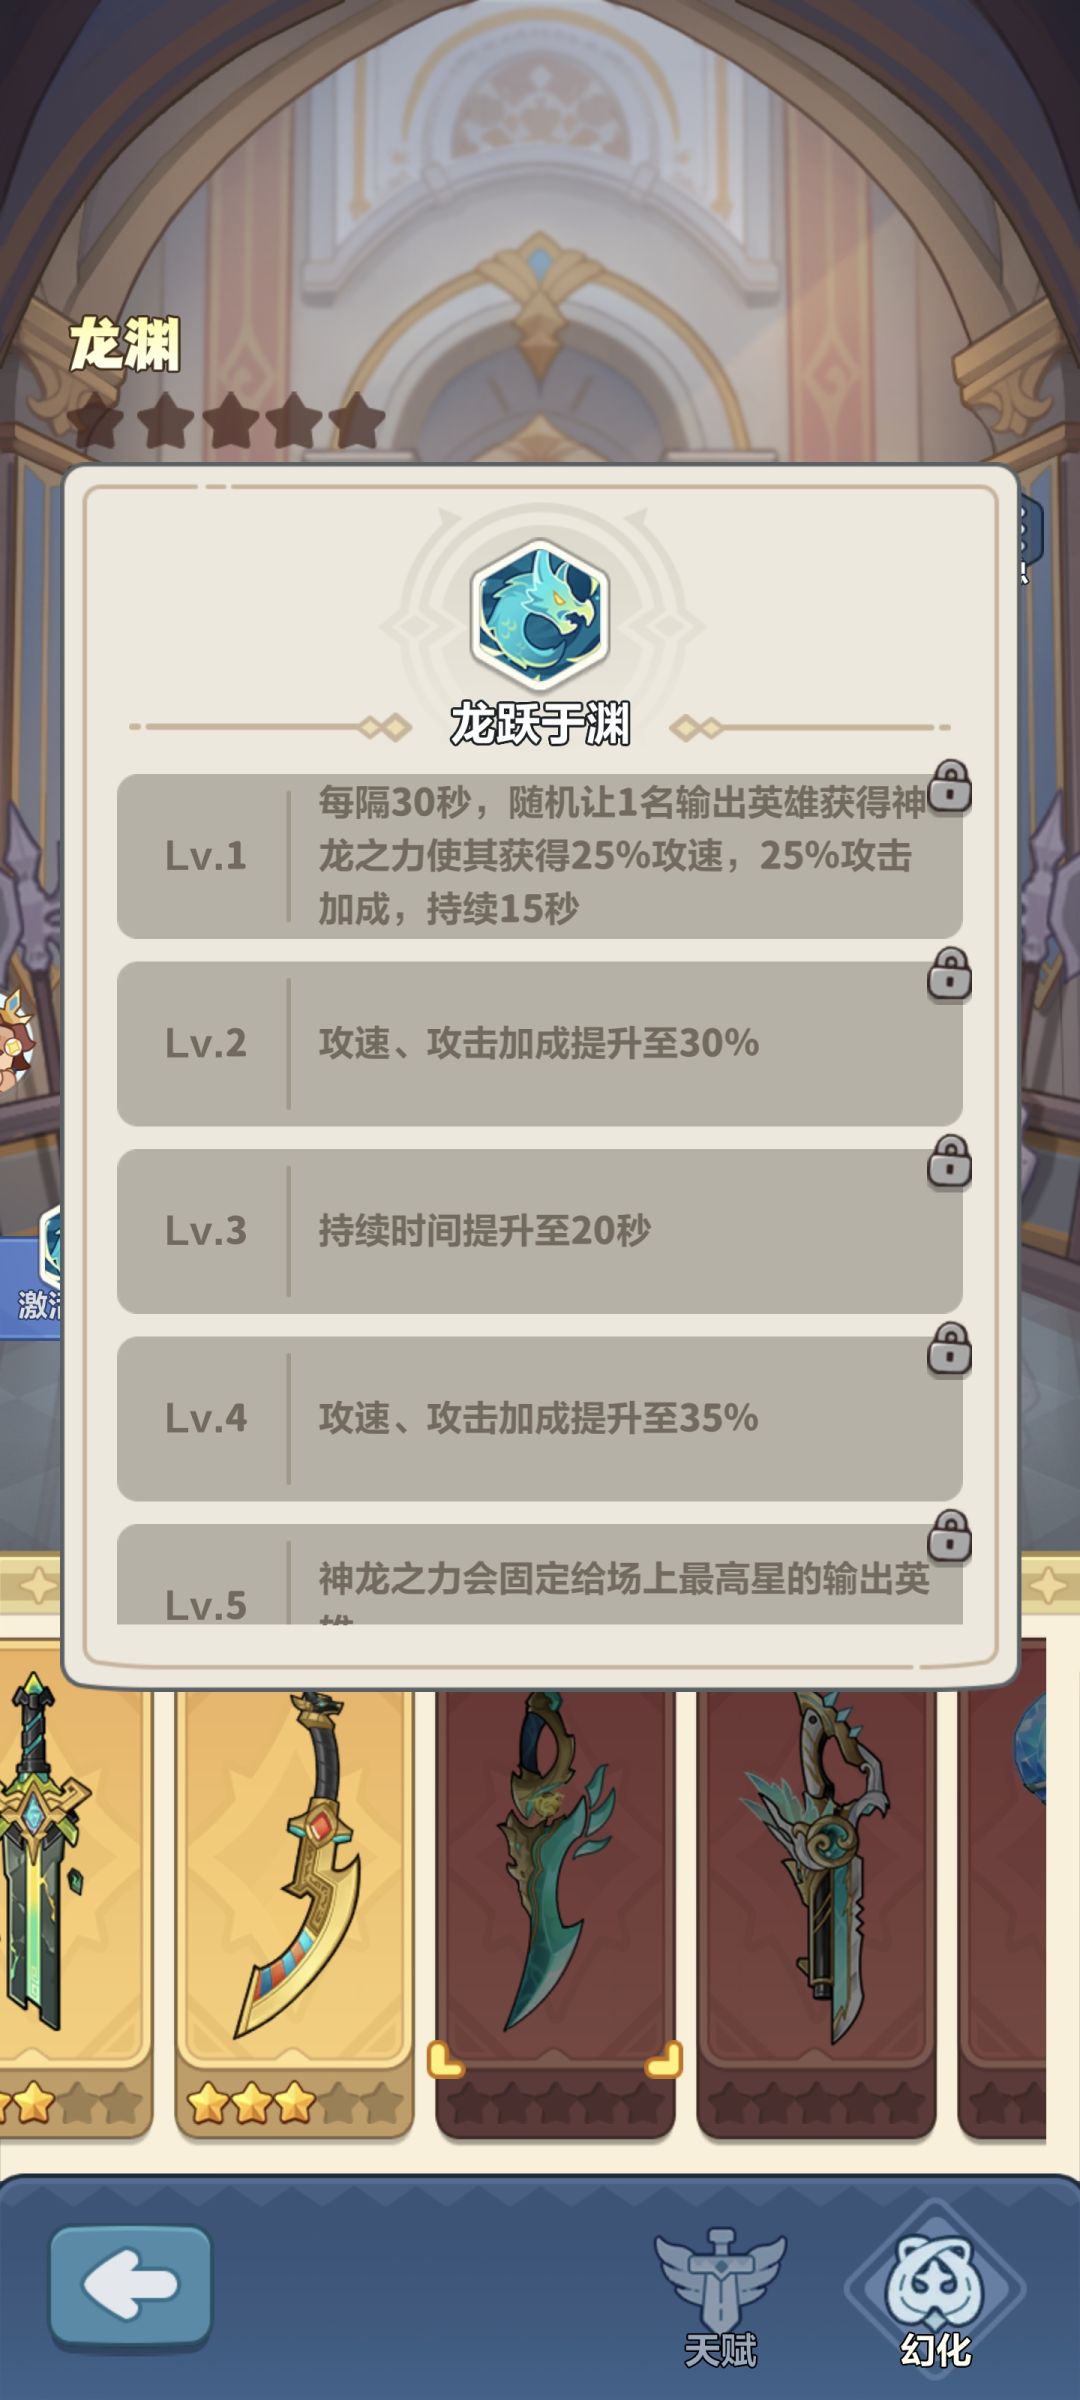 龙渊
龙跃于渊
Lv.1
每隔30秒，随机让1名输出英雄获得神
龙之力使其获得25%攻速，25%攻击
加成，持续15秒
Lv.2
攻速、攻击加成提升至30%
Lv.3
持续时间提升至20秒
激
Lv.4
攻速、攻击加成提升至35%
Lv.5
神龙之力会固定给场上最高星的输出英
天赋
幻化